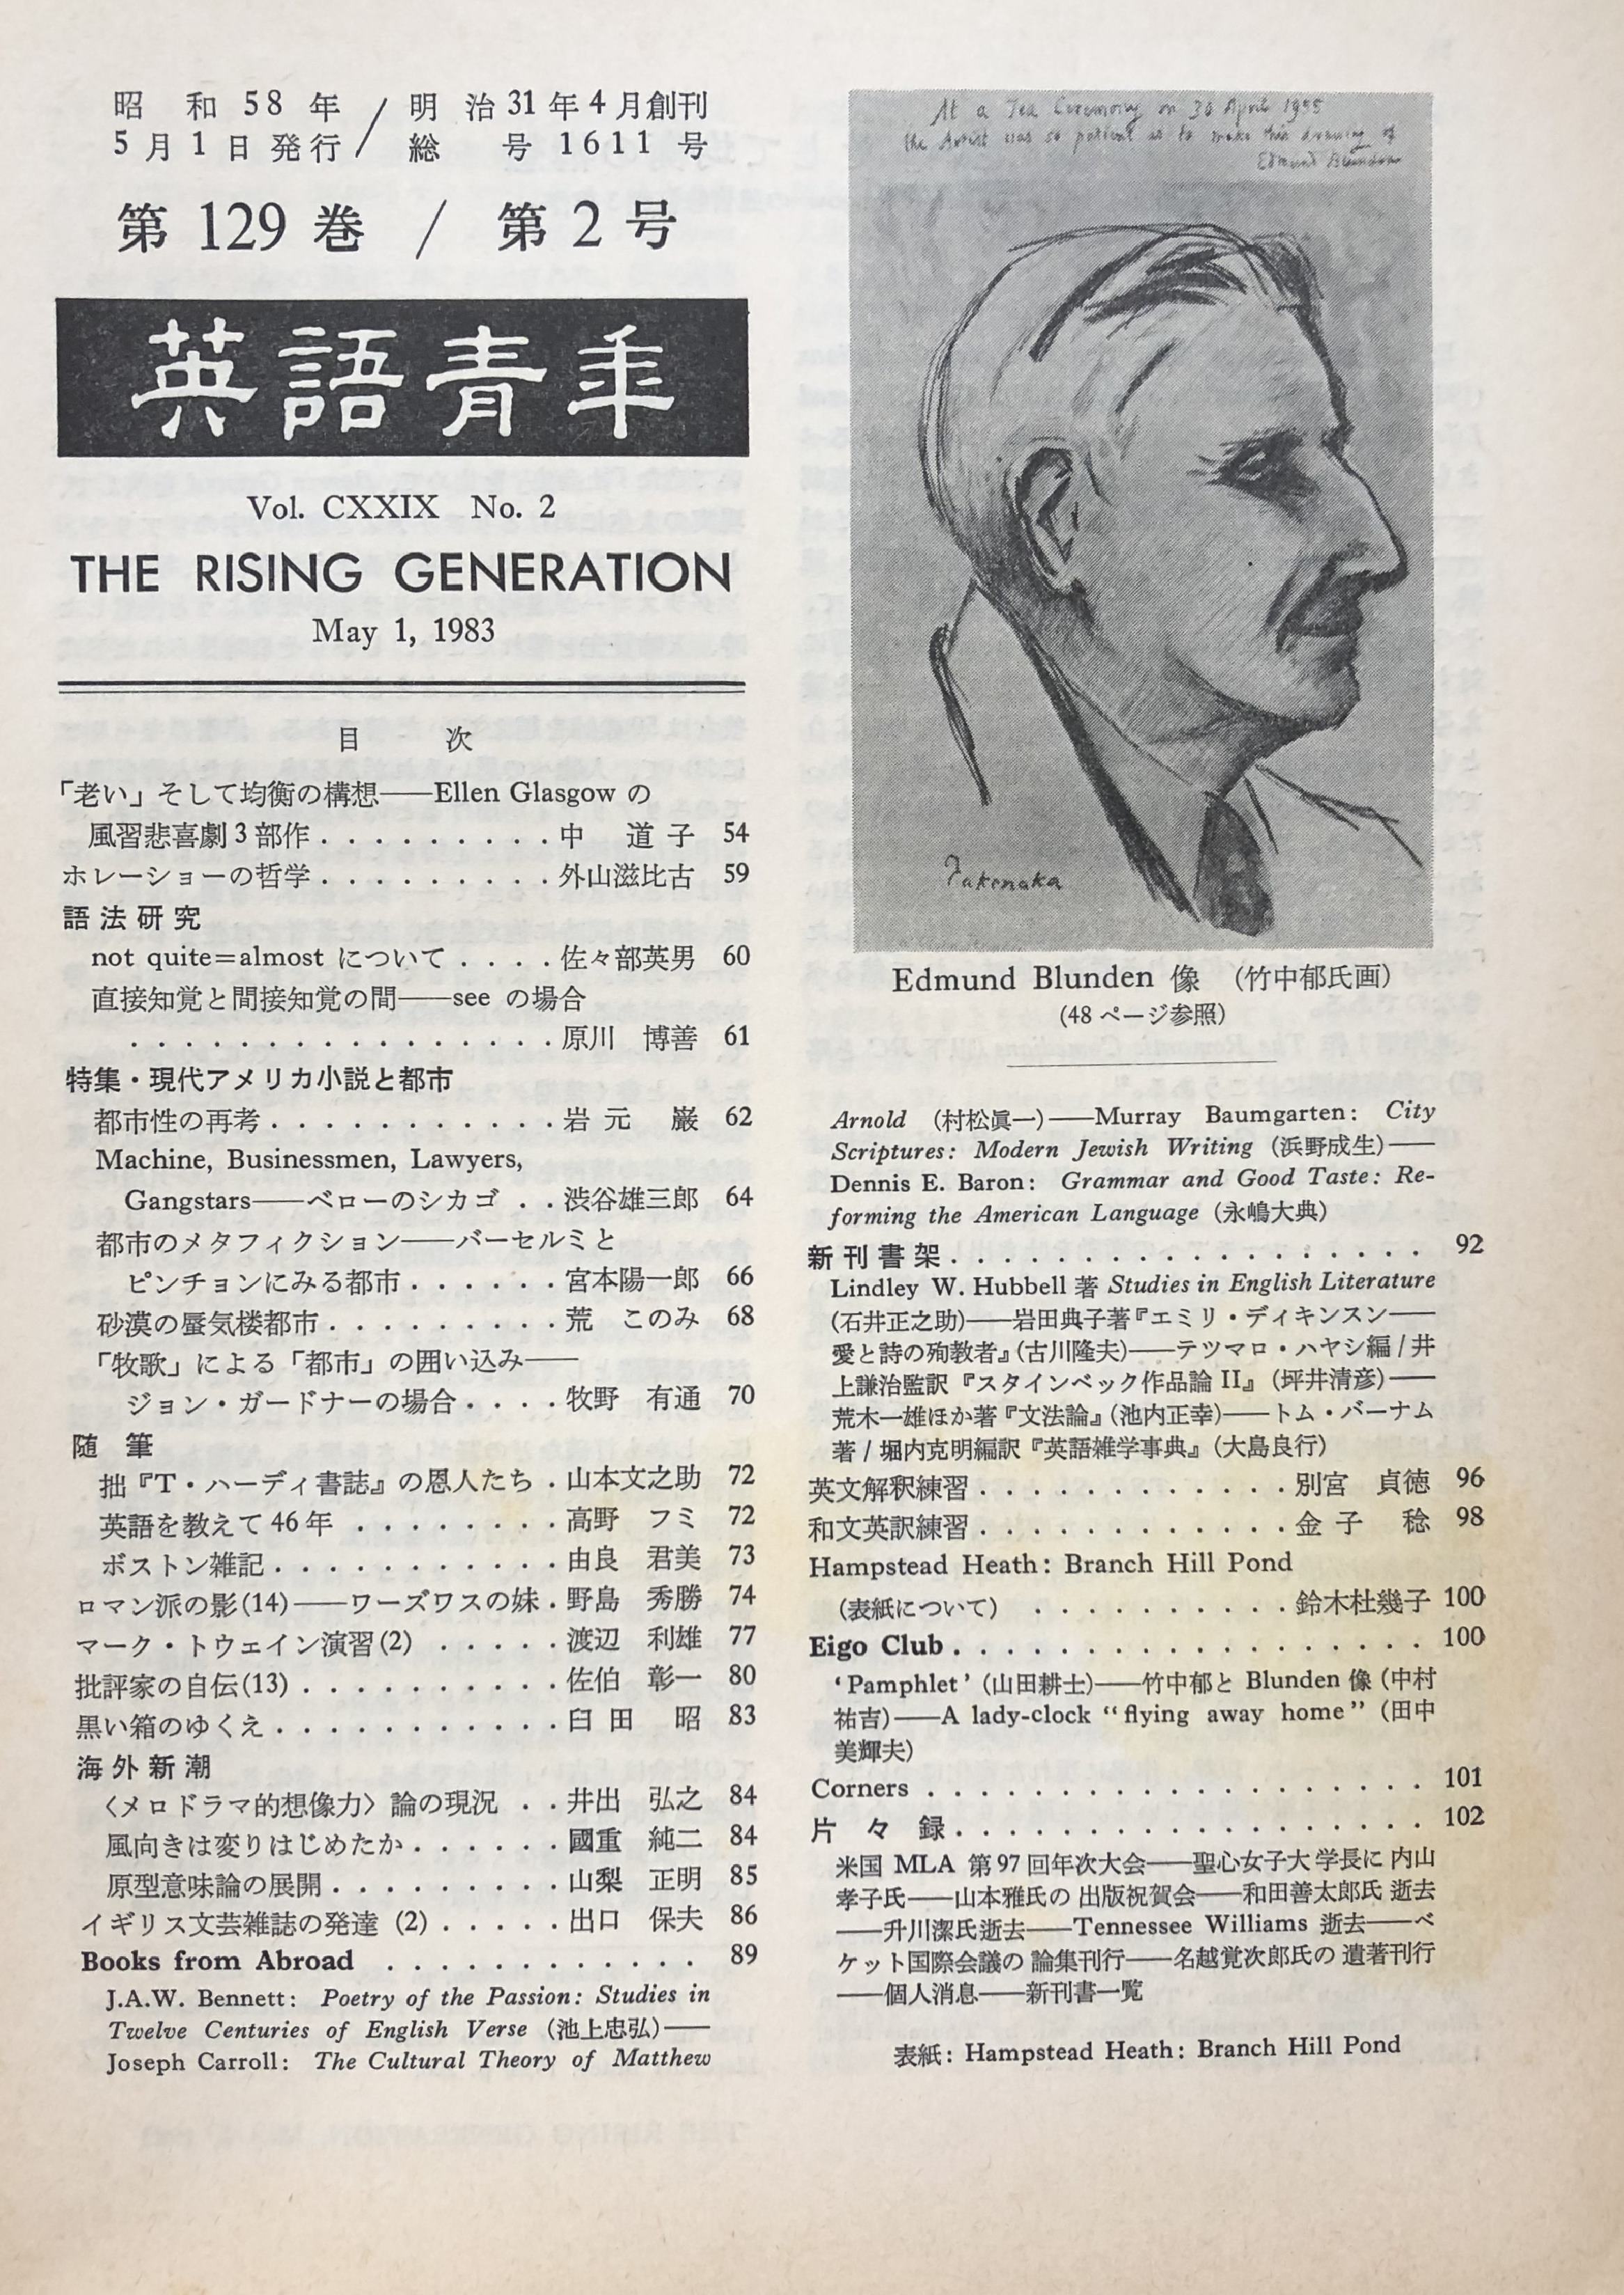 昭和58年 / 明治31年4月創刊
5月1日発行 / 総号1611号
第129巻 / 第2号
英語青年
Vol. CXXIX No. 2
THE RISING GENERATION
May 1, 1983
目次
「老い」そして均衡の構想——Ellen Glasgow の
風習悲喜劇3部作.........中 道子 54
ホレーショーの哲学.........外山滋比古 59
語法研究
not quite=almost について....佐々部英男 60
直接知覚と間接知覚の間——see の場合
................原川 博善 61
特集・現代アメリカ小説と都市
都市性の再考...........岩元 巌 62
Machine, Businessmen, Lawyers,
Gangstars——ベローのシカゴ ..渋谷雄三郎 64
都市のメタフィクション——バーセルミと
ピンチョンにみる都市......宮本陽一郎 66
砂漠の蜃気楼都市.........荒 このみ 68
「牧歌」による「都市」の囲い込み——
ジョン・ガードナーの場合....牧野 有通 70
随筆
拙『T・ハーディ書誌』の恩人たち.山本文之助 72
英語を教えて46年 ........高野 フミ 72
ボストン雑記...........由良 君美 73
ロマン派の影(14)——ワーズワスの妹.野島 秀勝 74
マーク・トウェイン演習(2) .....渡辺 利雄 77
批評家の自伝(13)..........佐伯 彰一 80
黒い箱のゆくえ...........臼田 昭 83
海外新潮
〈メロドラマ的想像力〉論の現況 ..井出 弘之 84
風向きは変りはじめたか......國重 純二 84
原型意味論の展開.........山梨 正明 85
イギリス文芸雑誌の発達 (2).....出口 保夫 86
Books from Abroad ............ 89
J.A.W. Bennett: Poetry of the Passion: Studies in
Twelve Centuries of English Verse (池上忠弘)——
Joseph Carroll: The Cultural Theory of Matthew
At a Tea Ceremony on 30 April 1955
the Artist was so patient as to make this drawing of
Edmund Blunden
Takenaka
Edmund Blunden 像 (竹中郁氏画)
(48 ページ参照)
Arnold (村松眞一)——Murray Baumgarten: City
Scriptures: Modern Jewish Writing (浜野成生)——
Dennis E. Baron: Grammar and Good Taste: Re-
forming the American Language (永嶋大典)
新刊書架.................. 92
Lindley W. Hubbell 著 Studies in English Literature
(石井正之助)——岩田典子著『エミリ・ディキンスン——
愛と詩の殉教者』(古川隆夫)——テツマロ・ハヤシ編/井
上謙治監訳『スタインベック作品論 II』(坪井清彦)——
荒木一雄ほか著『文法論』(池内正幸)——トム・バーナム
著/堀内克明編訳『英語雑学事典』(大島良行)
英文解釈練習............別宮 貞徳 96
和文英訳練習............金子 稔 98
Hampstead Heath: Branch Hill Pond
(表紙について) ..........鈴木杜幾子 100
Eigo Club.................. 100
‘Pamphlet’(山田耕士)——竹中郁と Blunden 像 (中村
祐吉)——A lady-clock “flying away home” (田中
美輝夫)
Corners ................... 101
片々録.................. 102
米国 MLA 第97回年次大会——聖心女子大学長に内山
孝子氏——山本雅氏の出版祝賀会——和田善太郎氏逝去
——升川潔氏逝去——Tennessee Williams 逝去——ベ
ケット国際会議の論集刊行——名越覚次郎氏の遺著刊行
——個人消息——新刊書一覧
表紙: Hampstead Heath: Branch Hill Pond